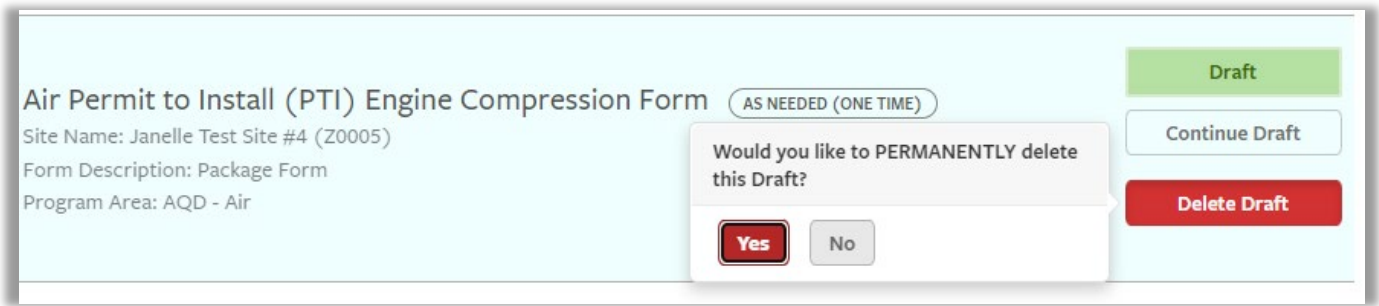 Air Permit to Install (PTI) Engine Compression Form AS NEEDED (ONE TIME)
Site Name: Janelle Test Site #4 (Z0005)
Form Description: Package Form
Program Area: AQD - Air
Would you like to PERMANENTLY delete
this Draft?
Yes No
Draft
Continue Draft
Delete Draft